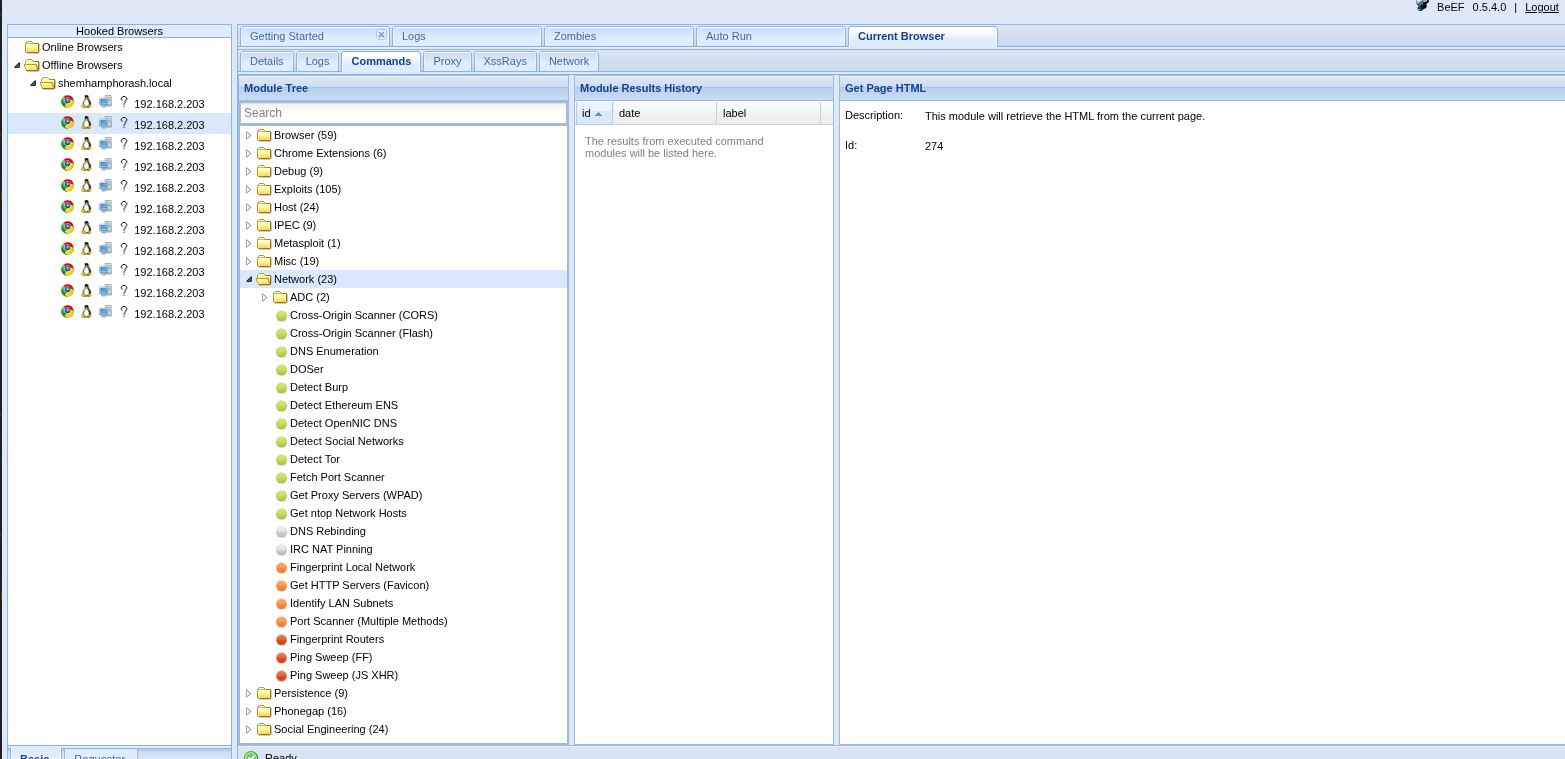 BeEF 0.5.4.0 | Logout
Hooked Browsers
Online Browsers
Offline Browsers
shemhamphorash.local
? 192.168.2.203
? 192.168.2.203
? 192.168.2.203
? 192.168.2.203
? 192.168.2.203
? 192.168.2.203
? 192.168.2.203
? 192.168.2.203
? 192.168.2.203
? 192.168.2.203
? 192.168.2.203
Basic Requester
Getting Started Logs Zombies Auto Run Current Browser
Details Logs Commands Proxy XssRays Network
Module Tree
Search
Browser (59)
Chrome Extensions (6)
Debug (9)
Exploits (105)
Host (24)
IPEC (9)
Metasploit (1)
Misc (19)
Network (23)
ADC (2)
Cross-Origin Scanner (CORS)
Cross-Origin Scanner (Flash)
DNS Enumeration
DOSer
Detect Burp
Detect Ethereum ENS
Detect OpenNIC DNS
Detect Social Networks
Detect Tor
Fetch Port Scanner
Get Proxy Servers (WPAD)
Get ntop Network Hosts
DNS Rebinding
IRC NAT Pinning
Fingerprint Local Network
Get HTTP Servers (Favicon)
Identify LAN Subnets
Port Scanner (Multiple Methods)
Fingerprint Routers
Ping Sweep (FF)
Ping Sweep (JS XHR)
Persistence (9)
Phonegap (16)
Social Engineering (24)
Module Results History
id date label
The results from executed command
modules will be listed here.
Get Page HTML
Description: This module will retrieve the HTML from the current page.
Id: 274
Ready